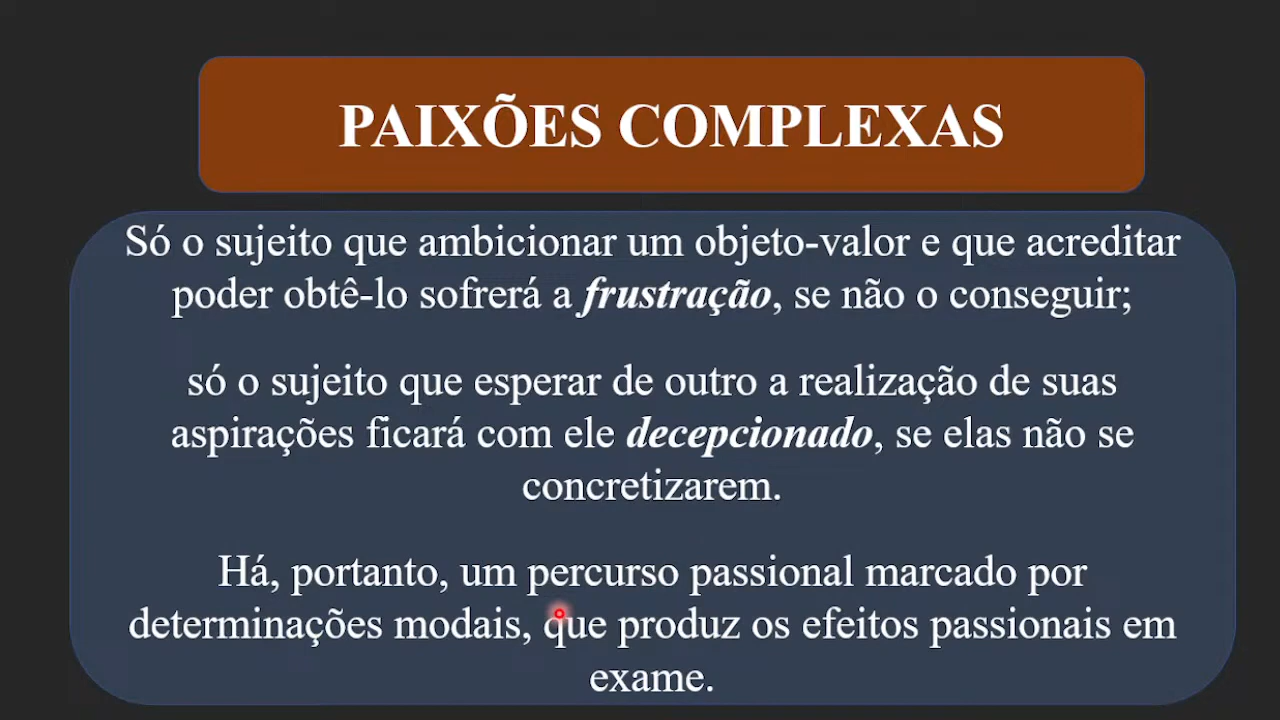 PAIXÕES COMPLEXAS
Só o sujeito que ambicionar um objeto-valor e que acreditar
poder obtê-lo sofrerá a frustração, se não o conseguir;
só o sujeito que esperar de outro a realização de suas
aspirações ficará com ele decepcionado, se elas não se
concretizarem.
Há, portanto, um percurso passional marcado por
determinações modais, que produz os efeitos passionais em
exame.